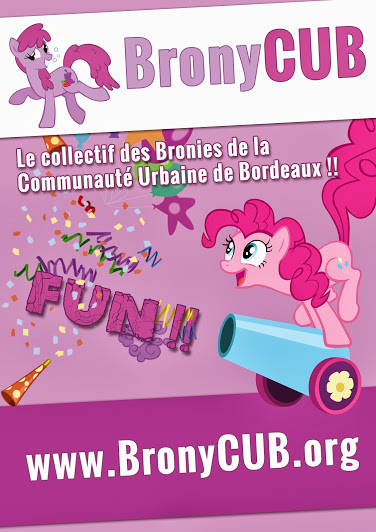 BronyCUB
Le collectif des Bronies de la
Communauté Urbaine de Bordeaux !!
FUN!!
www.BronyCUB.org